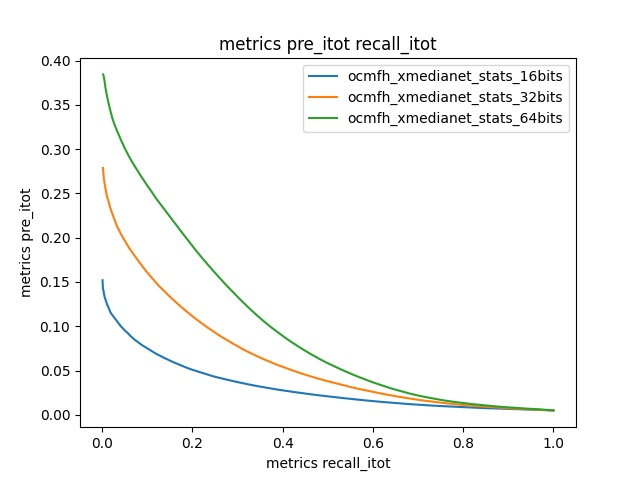 metrics pre_itot recall_itot
ocmfh_xmedianet_stats_16bits
ocmfh_xmedianet_stats_32bits
ocmfh_xmedianet_stats_64bits
metrics pre_itot
0.40
0.35
0.30
0.25
0.20
0.15
0.10
0.05
0.00
0.0 0.2 0.4 0.6 0.8 1.0
metrics recall_itot